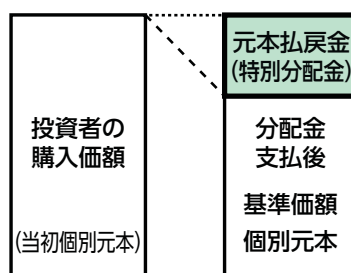 投資者の
購入価額
(当初個別元本)
元本払戻金
(特別分配金)
分配金
支払後
基準価額
個別元本